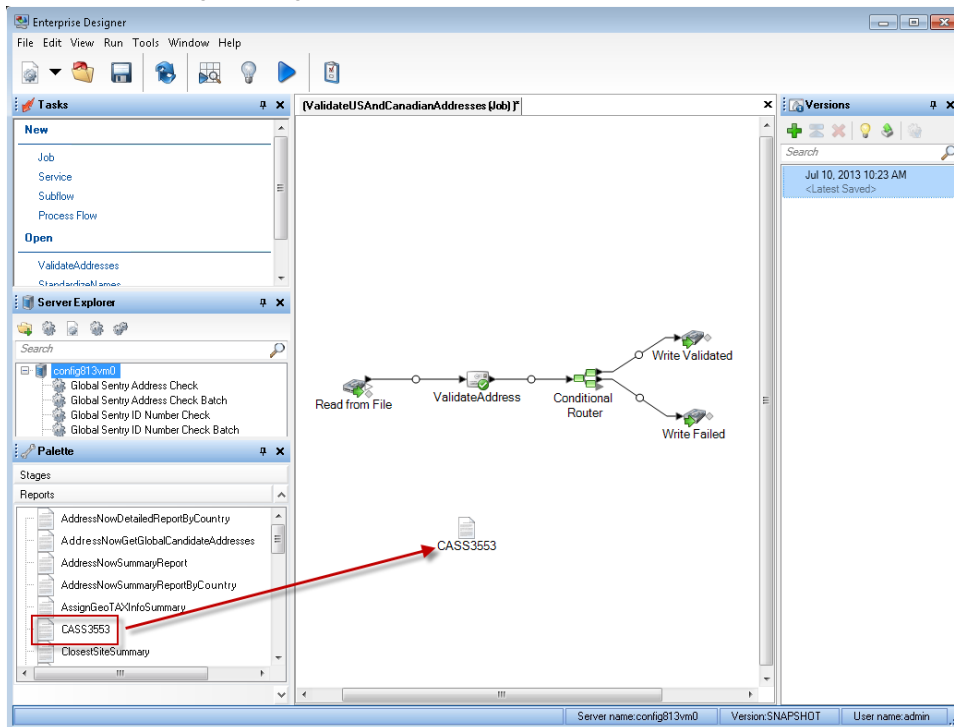 Enterprise Designer
File Edit View Run Tools Window Help
Tasks
New
Job
Service
Subflow
Process Flow
Open
ValidateAddresses
StandardizeNames
Server Explorer
Search
config813vm0
Global Sentry Address Check
Global Sentry Address Check Batch
Global Sentry ID Number Check
Global Sentry ID Number Check Batch
Palette
Stages
Reports
AddressNowDetailedReportByCountry
AddressNowGetGlobalCandidateAddresses
AddressNowSummaryReport
AddressNowSummaryReportByCountry
AssignGeoTAXInfoSummary
CASS3553
ClosestSiteSummary
(ValidateUSAndCanadianAddresses (Job) )*
Read from File
ValidateAddress
Conditional
Router
Write Validated
Write Failed
CASS3553
Versions
Search
Jul 10, 2013 10:23 AM
<Latest Saved>
Server name:config813vm0 Version:SNAPSHOT User name:admin